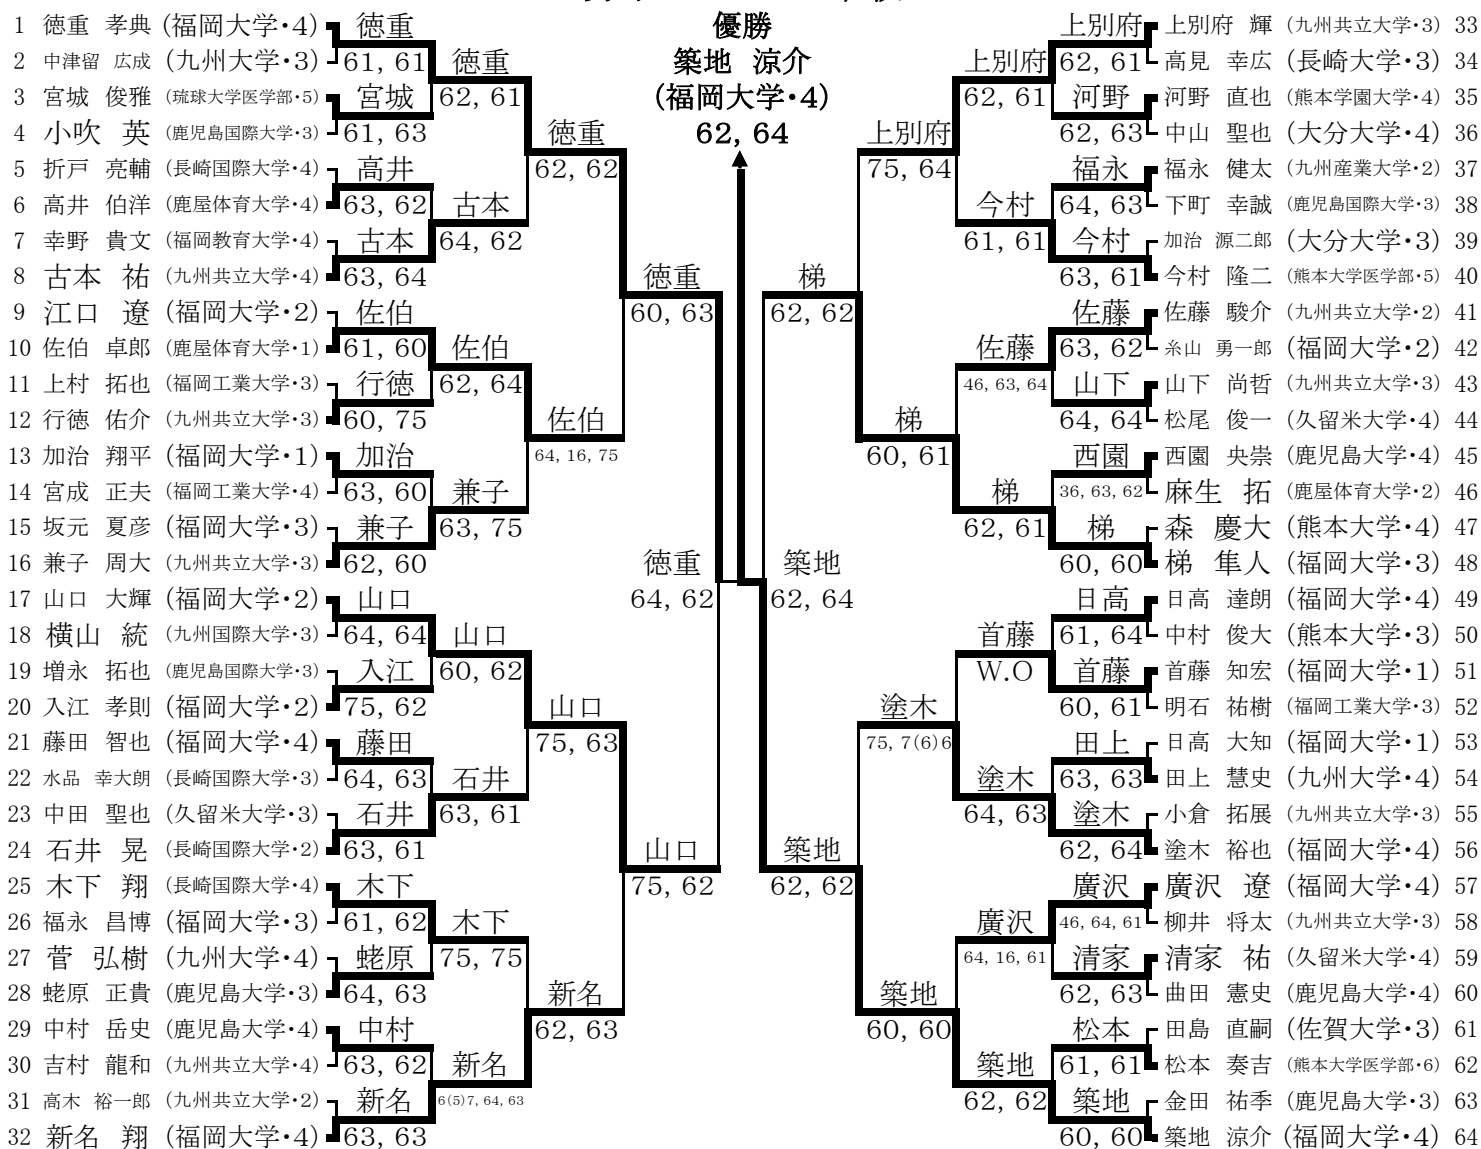 優勝
築地 涼介
(福岡大学・4)
62, 64
1 徳重 孝典 (福岡大学・4)
2 中津留 広成 (九州大学・3)
3 宮城 俊雅 (琉球大学医学部・5)
4 小吹 英 (鹿児島国際大学・3)
5 折戸 亮輔 (長崎国際大学・4)
6 高井 伯洋 (鹿屋体育大学・4)
7 幸野 貴文 (福岡教育大学・4)
8 古本 祐 (九州共立大学・4)
9 江口 遼 (福岡大学・2)
10 佐伯 卓郎 (鹿屋体育大学・1)
11 上村 拓也 (福岡工業大学・3)
12 行徳 佑介 (九州共立大学・3)
13 加治 翔平 (福岡大学・1)
14 宮成 正夫 (福岡工業大学・4)
15 坂元 夏彦 (福岡大学・3)
16 兼子 周大 (九州共立大学・3)
17 山口 大輝 (福岡大学・2)
18 横山 統 (九州国際大学・3)
19 増永 拓也 (鹿児島国際大学・3)
20 入江 孝則 (福岡大学・2)
21 藤田 智也 (福岡大学・4)
22 水品 幸大朗 (長崎国際大学・3)
23 中田 聖也 (久留米大学・3)
24 石井 晃 (長崎国際大学・2)
25 木下 翔 (長崎国際大学・4)
26 福永 昌博 (福岡大学・3)
27 菅 弘樹 (九州大学・4)
28 蛯原 正貴 (鹿児島大学・3)
29 中村 岳史 (鹿児島大学・4)
30 吉村 龍和 (九州共立大学・4)
31 高木 裕一郎 (九州共立大学・2)
32 新名 翔 (福岡大学・4)
徳重
61, 61
宮城
61, 63
高井
63, 62
古本
63, 64
佐伯
61, 60
行徳
60, 75
加治
63, 60
兼子
62, 60
山口
64, 64
入江
75, 62
藤田
64, 63
石井
63, 61
木下
61, 62
蛯原
64, 63
中村
63, 62
新名
63, 63
徳重
62, 61
古本
64, 62
佐伯
62, 64
兼子
63, 75
山口
60, 62
石井
63, 61
木下
75, 75
新名
6(5)7, 64, 63
徳重
62, 62
佐伯
64, 16, 75
山口
75, 63
新名
62, 63
徳重
60, 63
山口
75, 62
徳重
64, 62
築地
62, 64
梯
62, 62
築地
62, 62
上別府
75, 64
梯
60, 61
塗木
75, 7(6)6
築地
60, 60
上別府
62, 61
今村
61, 61
佐藤
46, 63, 64
梯
62, 61
首藤
W.O
塗木
64, 63
廣沢
64, 16, 61
築地
62, 62
上別府
62, 61
河野
62, 63
福永
64, 63
今村
63, 61
佐藤
63, 62
山下
64, 64
西園
36, 63, 62
梯
60, 60
日高
61, 64
首藤
60, 61
田上
63, 63
塗木
62, 64
廣沢
46, 64, 61
清家
62, 63
松本
61, 61
築地
60, 60
上別府 輝 (九州共立大学・3) 33
高見 幸広 (長崎大学・3) 34
河野 直也 (熊本学園大学・4) 35
中山 聖也 (大分大学・4) 36
福永 健太 (九州産業大学・2) 37
下町 幸誠 (鹿児島国際大学・3) 38
加治 源二郎 (大分大学・3) 39
今村 隆二 (熊本大学医学部・5) 40
佐藤 駿介 (九州共立大学・2) 41
糸山 勇一郎 (福岡大学・2) 42
山下 尚哲 (九州共立大学・3) 43
松尾 俊一 (久留米大学・4) 44
西園 央崇 (鹿児島大学・4) 45
麻生 拓 (鹿屋体育大学・2) 46
森 慶大 (熊本大学・4) 47
梯 隼人 (福岡大学・3) 48
日高 達朗 (福岡大学・4) 49
中村 俊大 (熊本大学・3) 50
首藤 知宏 (福岡大学・1) 51
明石 祐樹 (福岡工業大学・3) 52
日高 大知 (福岡大学・1) 53
田上 慧史 (九州大学・4) 54
小倉 拓展 (九州共立大学・3) 55
塗木 裕也 (福岡大学・4) 56
廣沢 遼 (福岡大学・4) 57
柳井 将太 (九州共立大学・3) 58
清家 祐 (久留米大学・4) 59
曲田 憲史 (鹿児島大学・4) 60
田島 直嗣 (佐賀大学・3) 61
松本 奏吉 (熊本大学医学部・6) 62
金田 祐季 (鹿児島大学・3) 63
築地 涼介 (福岡大学・4) 64